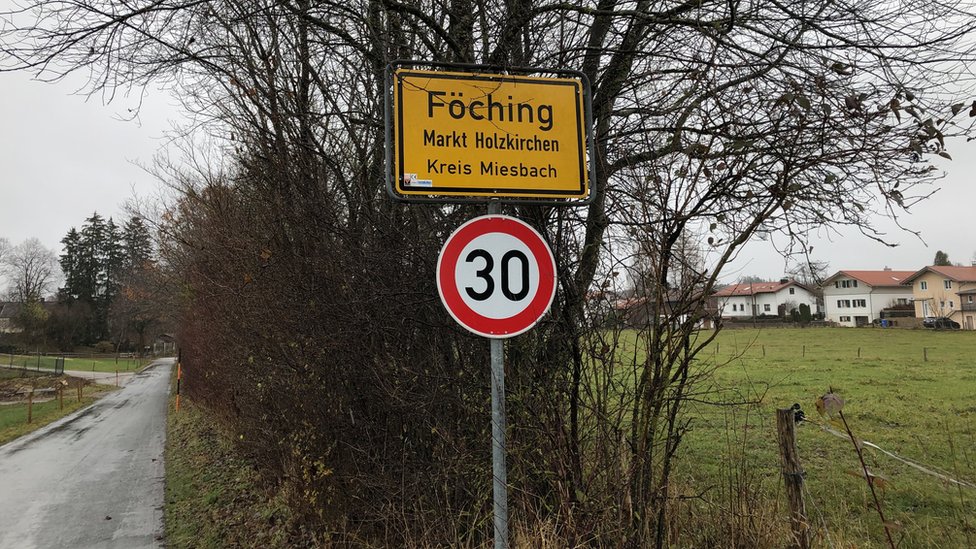 Föching
Markt Holzkirchen
Kreis Miesbach
30